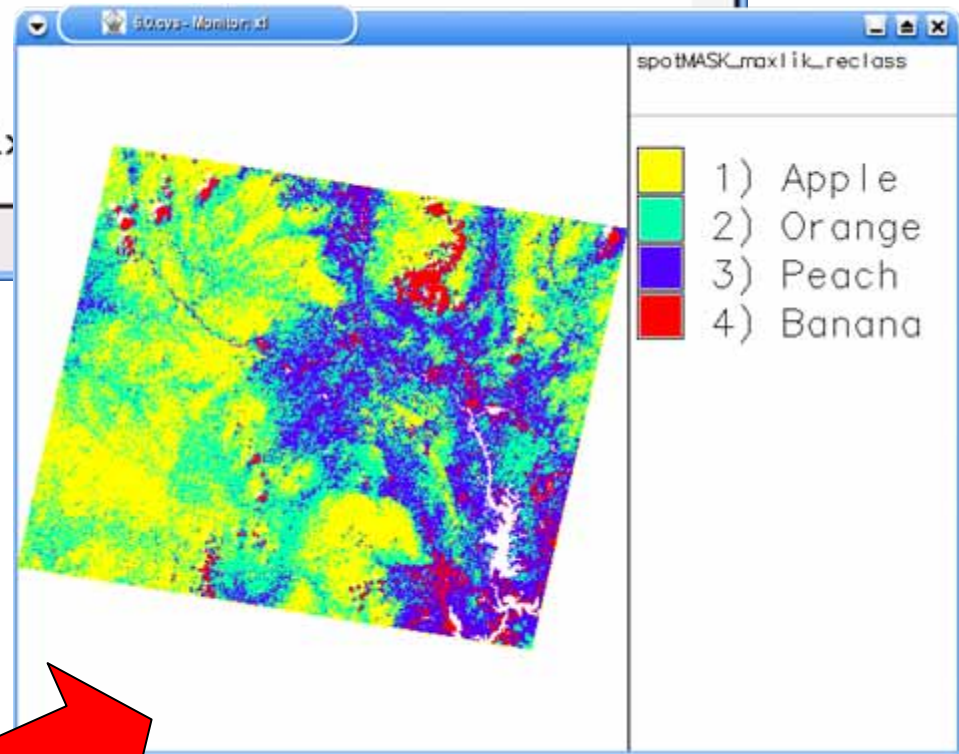 spotMASK_maxlik_reclass
1) Apple
2) Orange
3) Peach
4) Banana